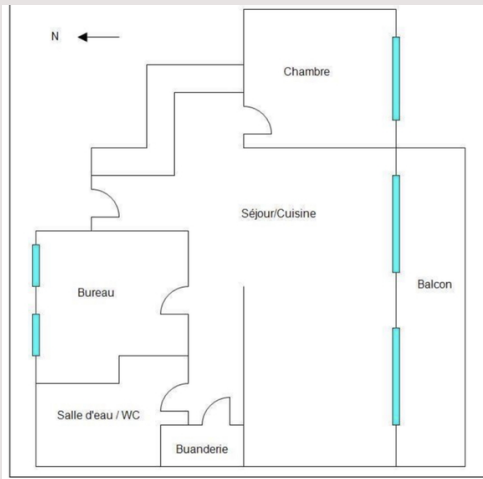 N
Chambre
Séjour/Cuisine
Balcon
Bureau
Salle d'eau / WC
Buanderie